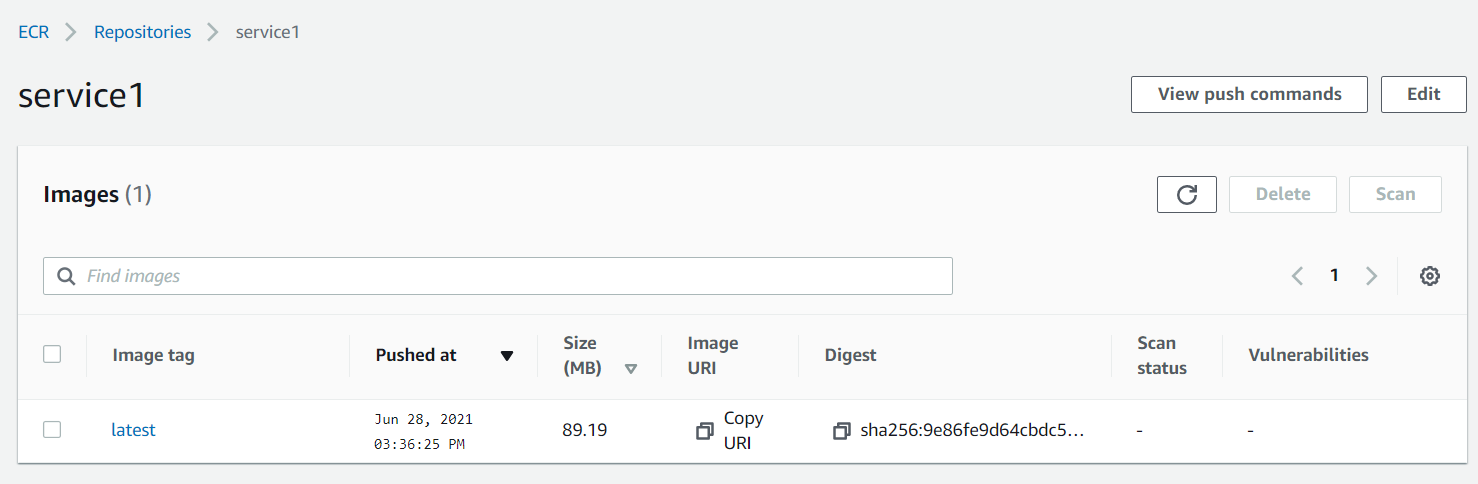 ECR > Repositories > service1
service1
View push commands
Edit
Images (1)
Delete
Scan
Find images
1
Image tag
Pushed at
Size
(MB)
Image
URI
Digest
Scan
status
Vulnerabilities
latest
Jun 28, 2021
03:36:25 PM
89.19
Copy
URI
sha256:9e86fe9d64cbdc5...
-
-